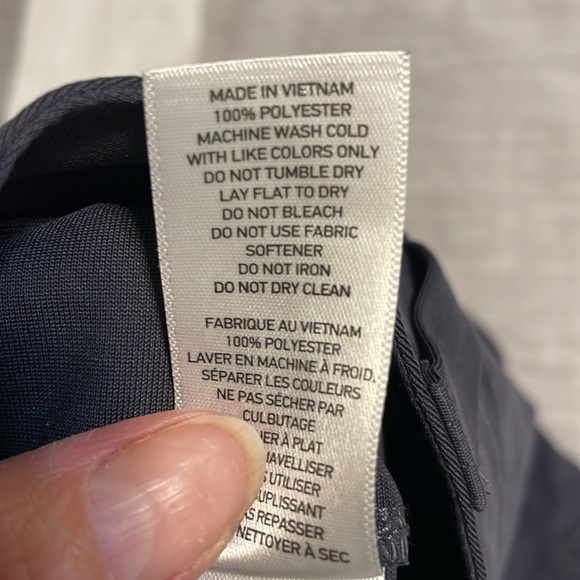 MADE IN VIETNAM
100% POLYESTER
MACHINE WASH COLD
WITH LIKE COLORS ONLY
DO NOT TUMBLE DRY
LAY FLAT TO DRY
DO NOT BLEACH
DO NOT USE FABRIC
SOFTENER
DO NOT IRON
DO NOT DRY CLEAN
FABRIQUE AU VIETNAM
100% POLYESTER
LAVER EN MACHINE À FROID,
SÉPARER LES COULEURS
NE PAS SÉCHER PAR
CULBUTAGE
À PLAT
UTILISER
REPASSER
NETTOYER À SEC